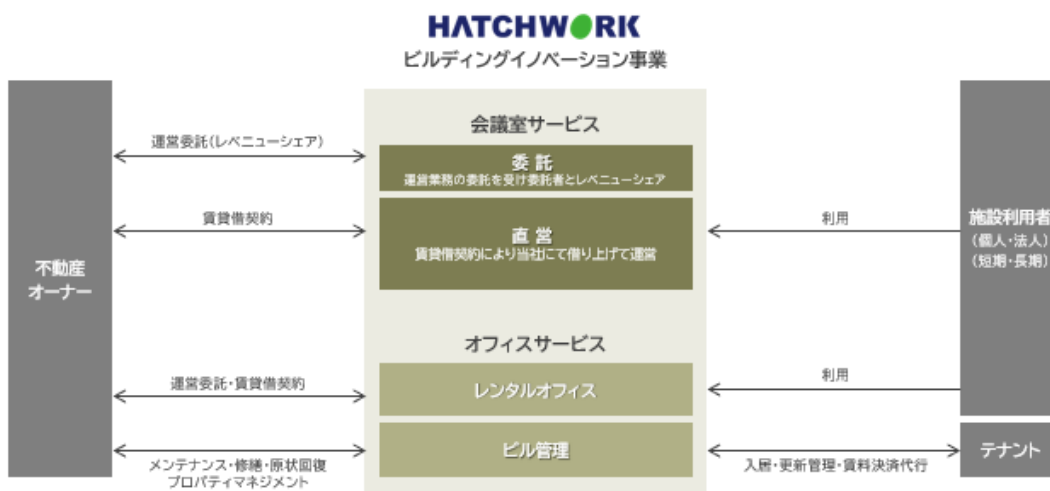 HATCHWORK
ビルディングイノベーション事業
不動産
オーナー
運営委託(レベニューシェア)
賃貸借契約
運営委託・賃貸借契約
メンテナンス・修繕・原状回復
プロパティマネジメント
会議室サービス
委託
運営業務の委託を受け委託者とレベニューシェア
直営
賃貸借契約により当社にて借り上げて運営
オフィスサービス
レンタルオフィス
ビル管理
利用
利用
入居・更新管理・賃料決済代行
施設利用者
(個人・法人)
(短期・長期)
テナント